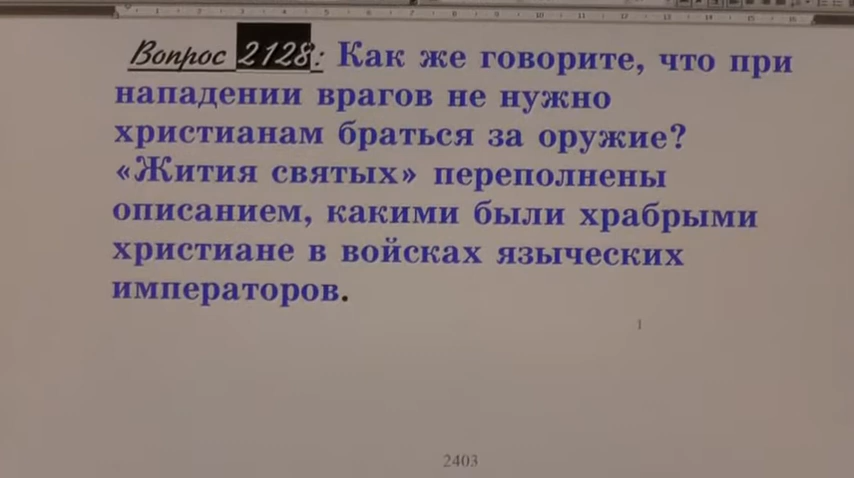 Вопрос 2128: Как же говорите, что при
нападении врагов не нужно
христианам браться за оружие?
«Жития святых» переполнены
описанием, какими были храбрыми
христиане в войсках языческих
императоров.
2403